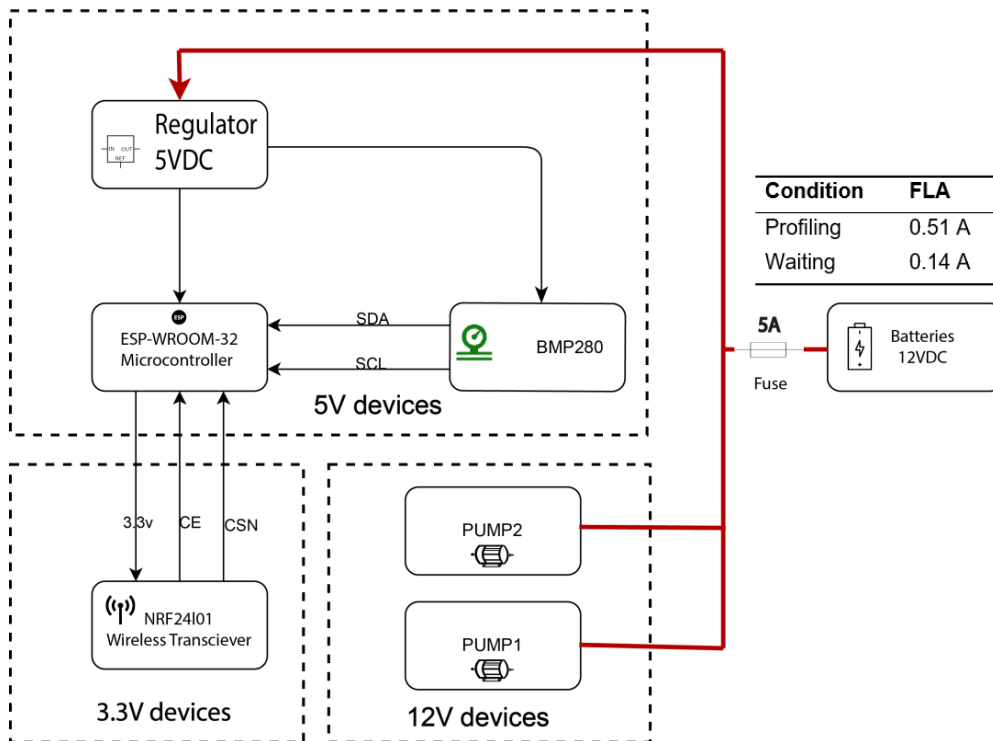 Regulator
5VDC
IN OUT
REF
ESP
ESP-WROOM-32
Microcontroller
SDA
SCL
BMP280
5V devices
Condition FLA
Profiling 0.51 A
Waiting 0.14 A
5A
Fuse
Batteries
12VDC
3.3v
CE
CSN
NRF24l01
Wireless Transciever
3.3V devices
PUMP2
PUMP1
12V devices